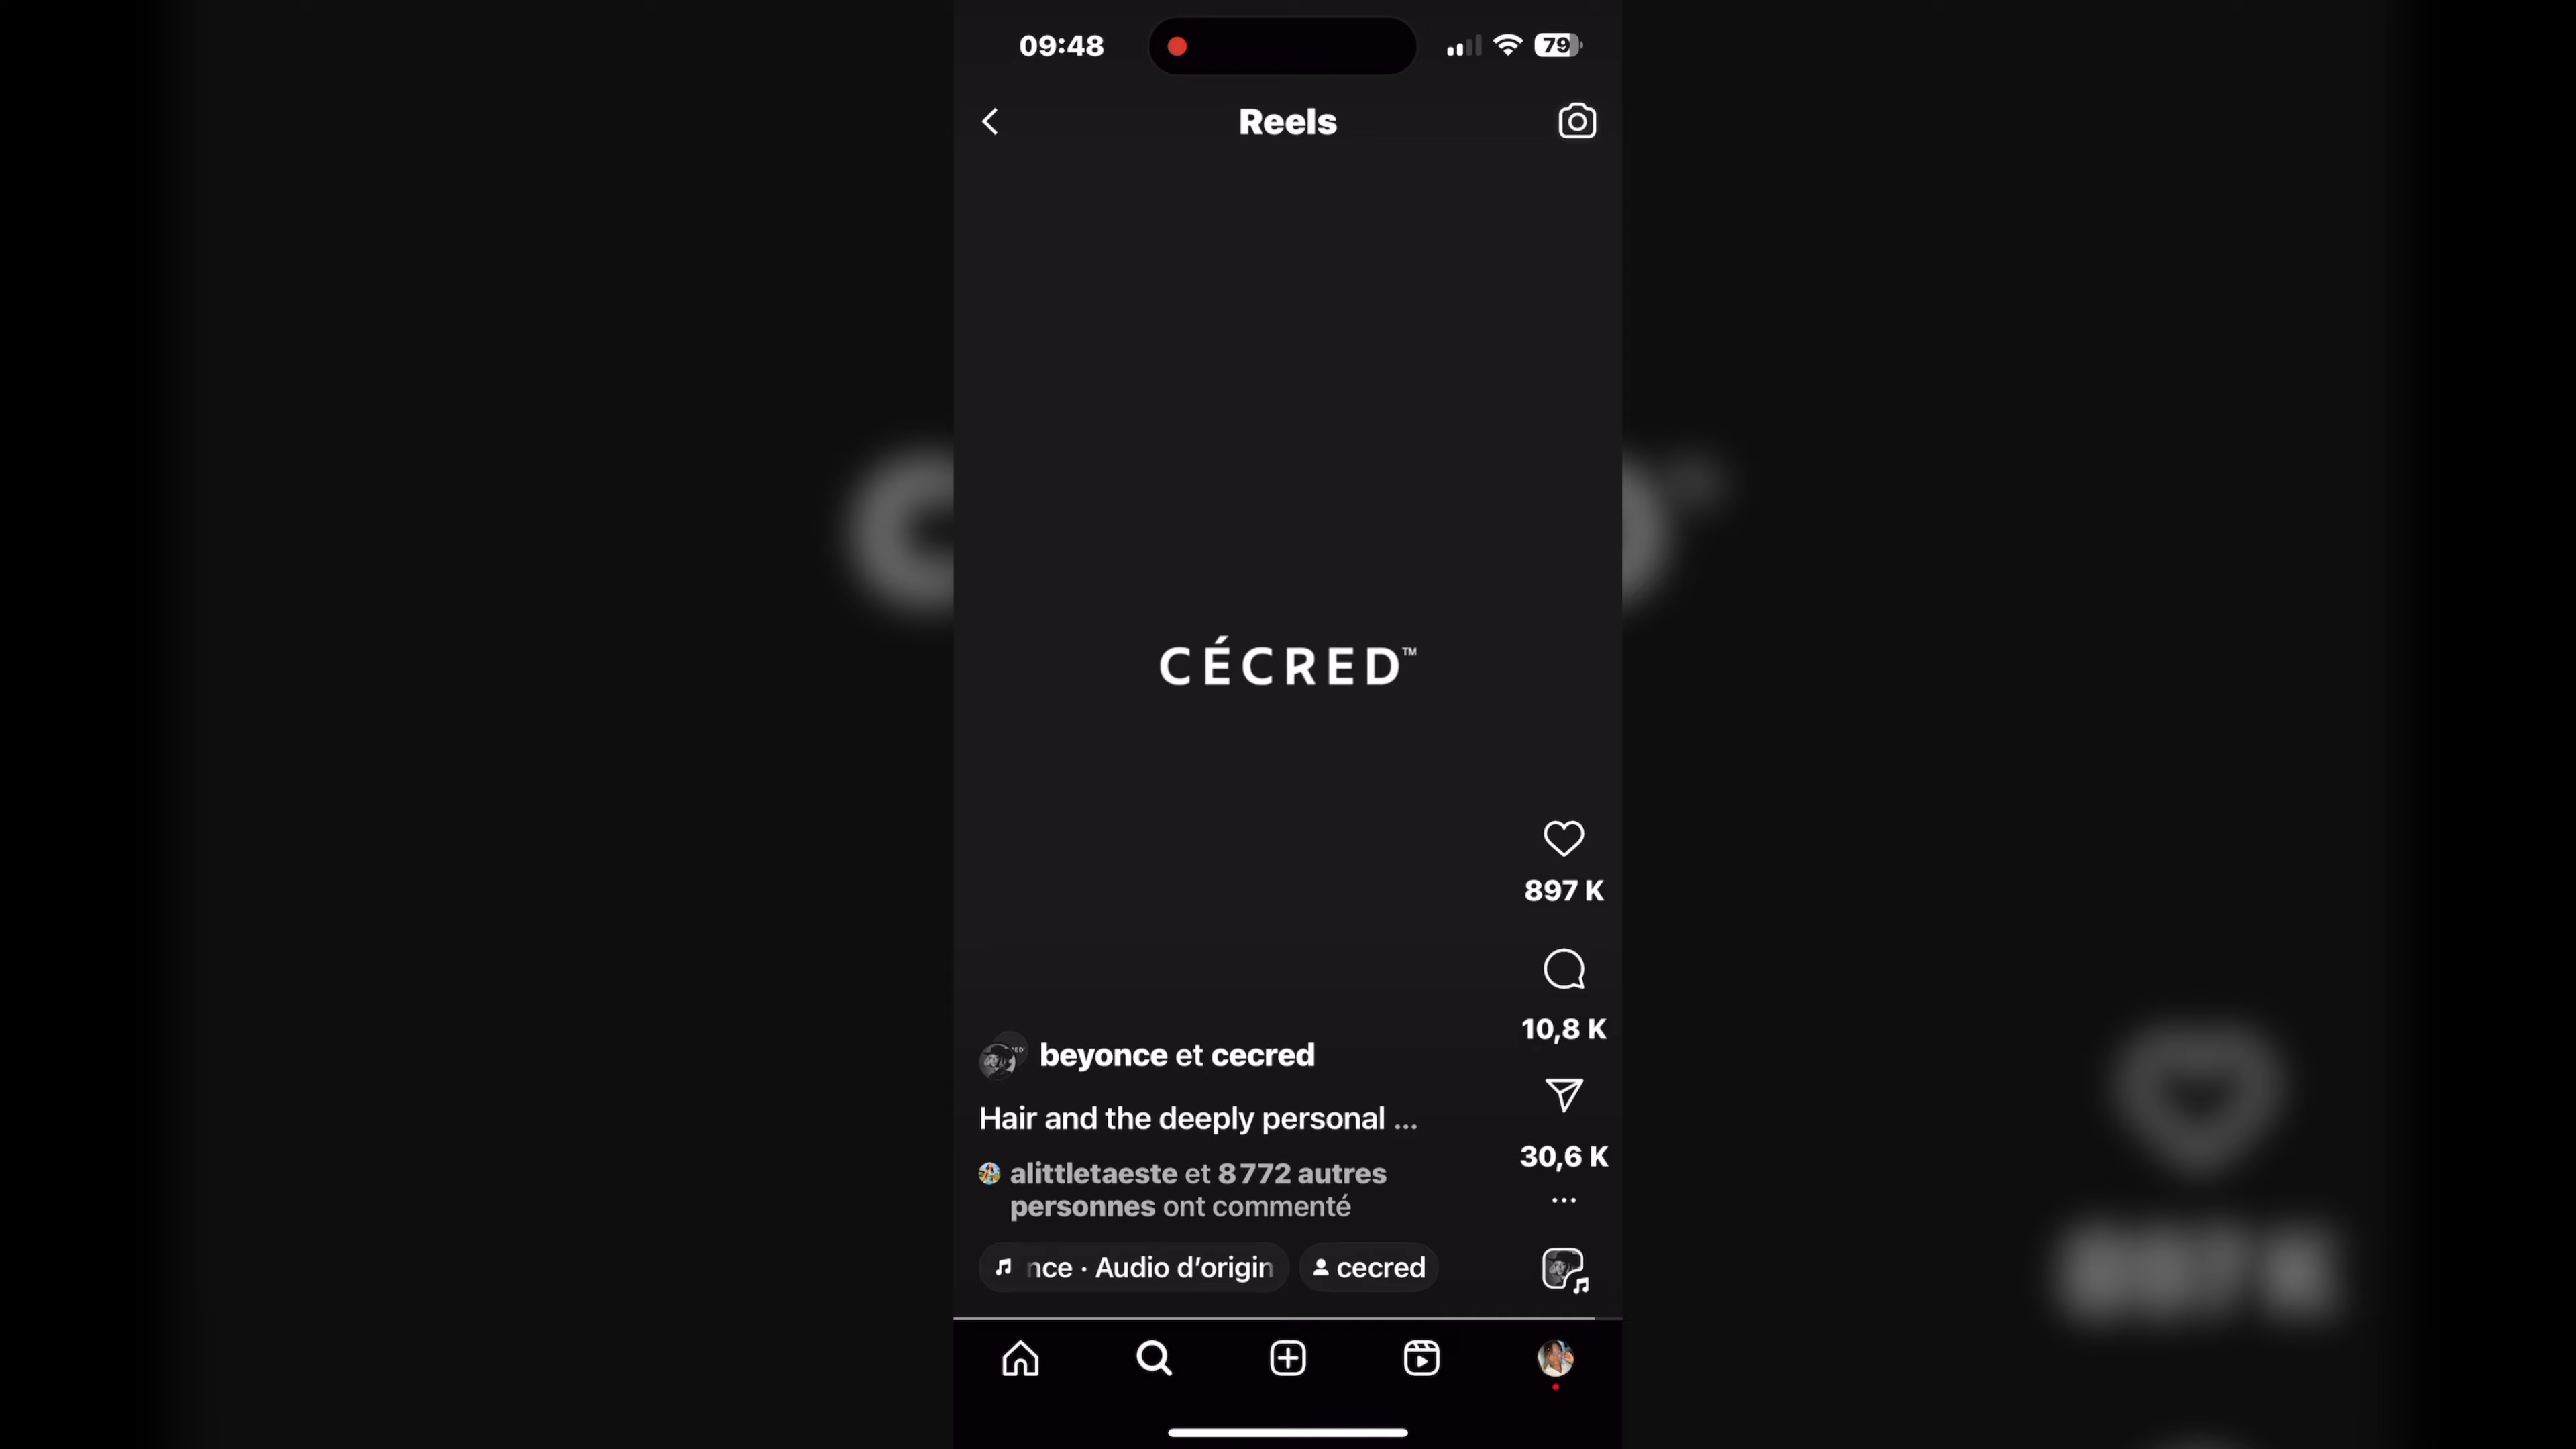 09:48
79
Reels
CÉCRED™
897 K
10,8 K
beyonce et cecred
Hair and the deeply personal ...
30,6 K
alittletaeste et 8 772 autres
personnes ont commenté
nce · Audio d'origin
cecred